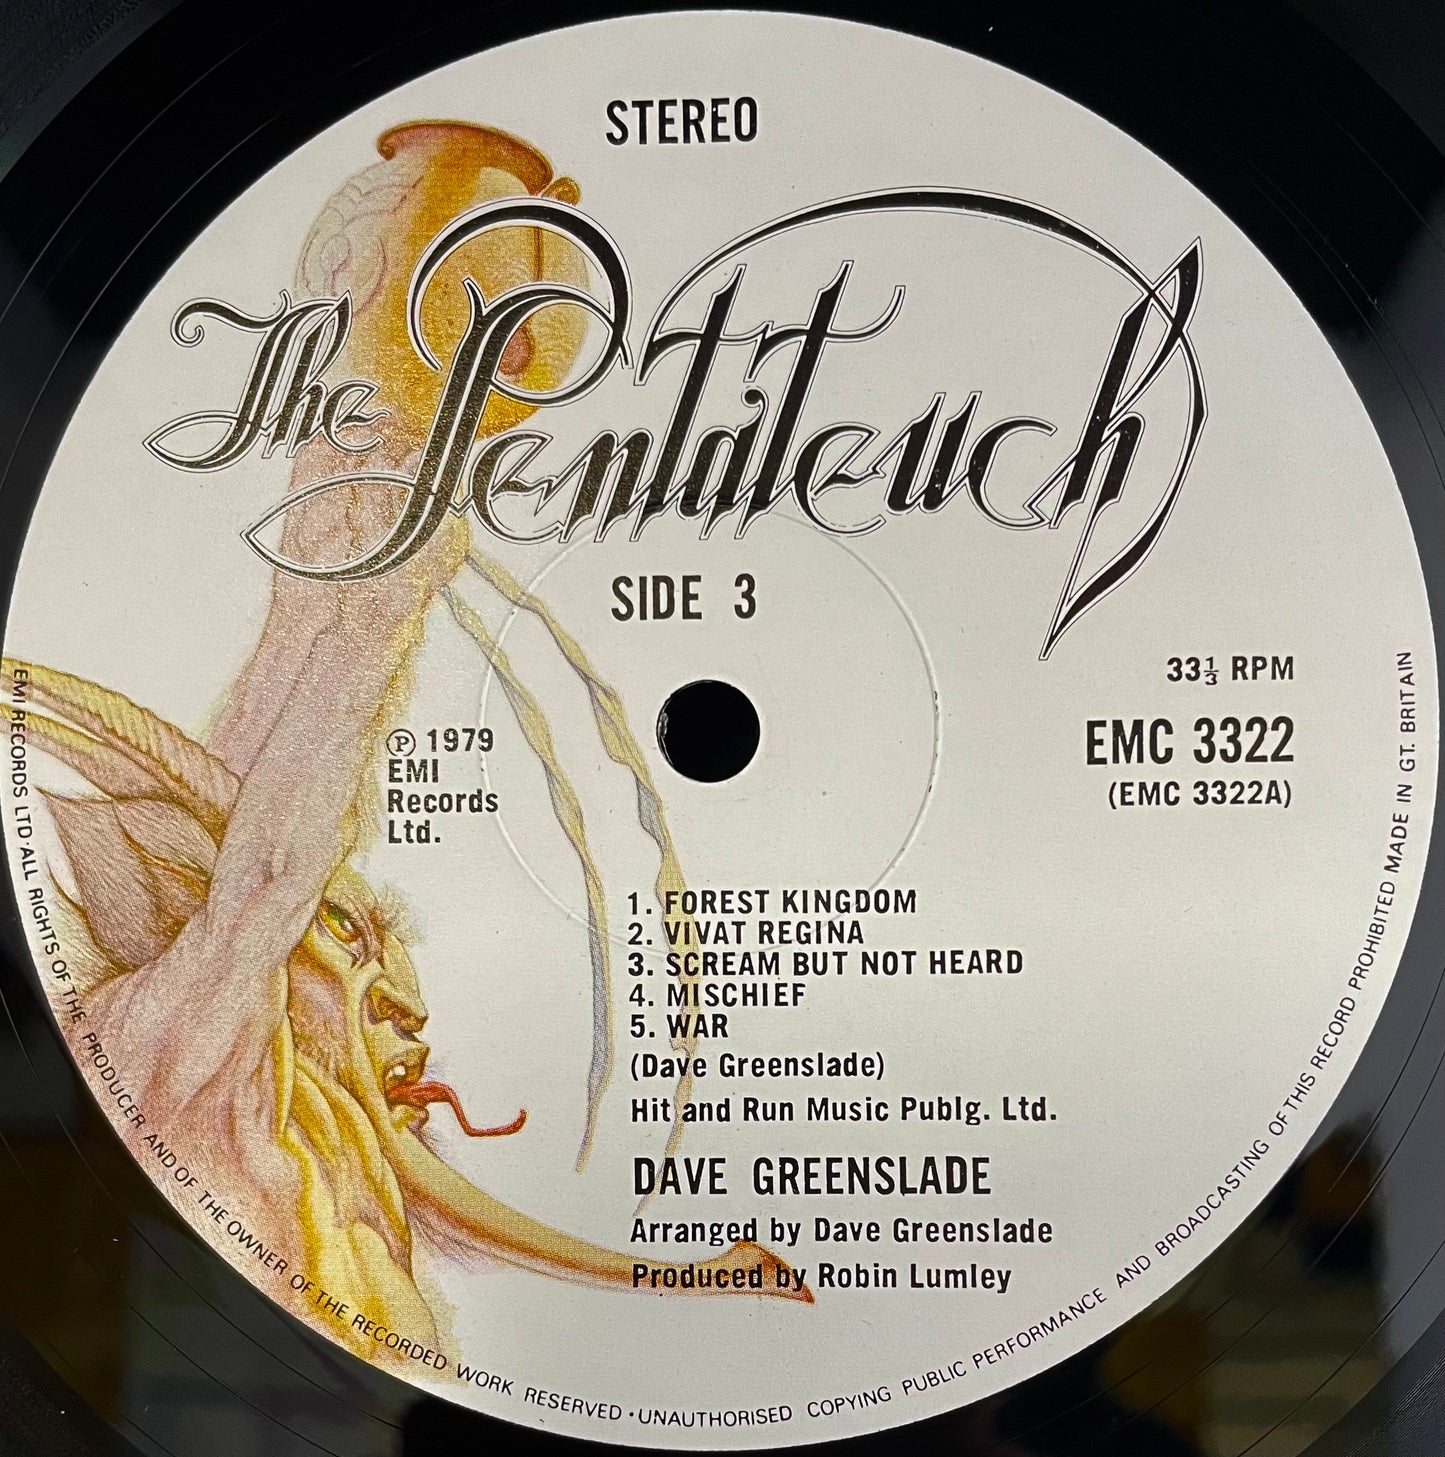 STEREO
The Pentateuch
SIDE 3
33⅓ RPM
EMC 3322
(EMC 3322A)
Ⓟ 1979
EMI
Records
Ltd.
1. FOREST KINGDOM
2. VIVAT REGINA
3. SCREAM BUT NOT HEARD
4. MISCHIEF
5. WAR
(Dave Greenslade)
Hit and Run Music Publg. Ltd.
DAVE GREENSLADE
Arranged by Dave Greenslade
Produced by Robin Lumley
EMI RECORDS LTD·ALL RIGHTS OF THE PRODUCER AND OF THE OWNER OF THE RECORDED WORK RESERVED·UNAUTHORISED COPYING PUBLIC PERFORMANCE AND BROADCASTING OF THIS RECORD PROHIBITED MADE IN GT. BRITAIN